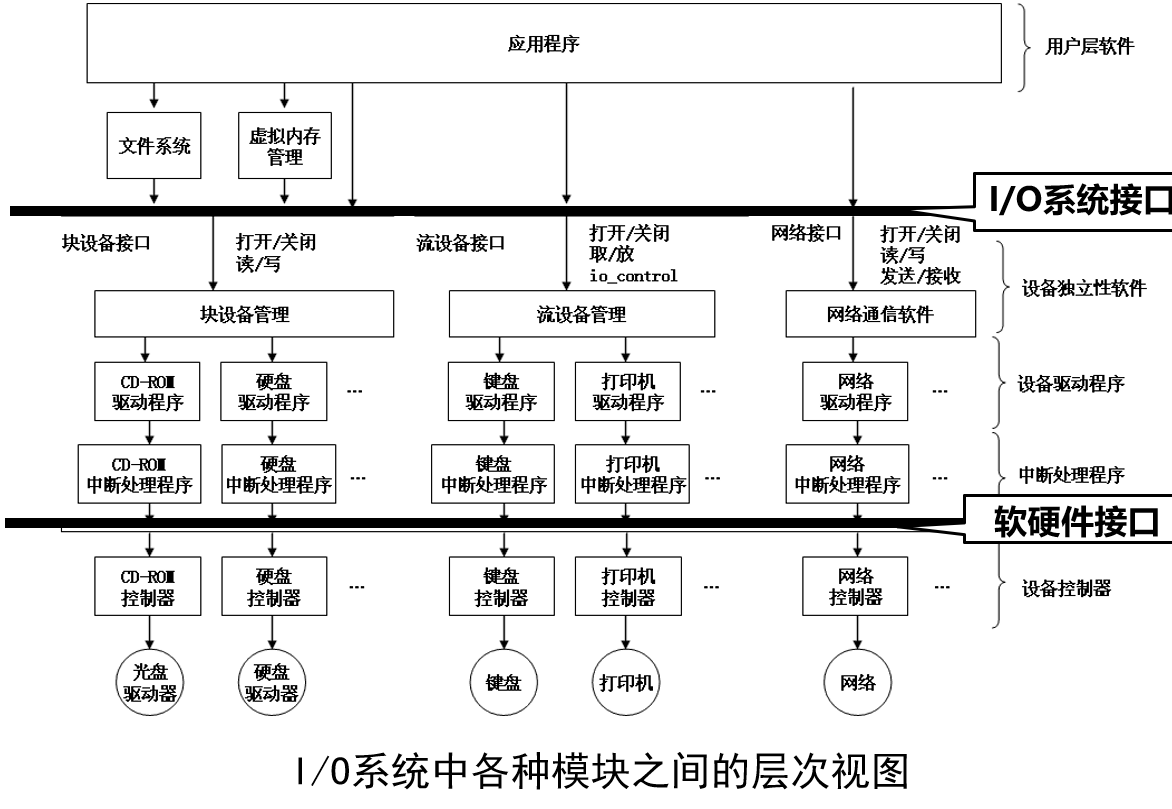 应用程序
用户层软件
文件系统
虚拟内存
管理
I/O系统接口
块设备接口
打开/关闭
读/写
流设备接口
打开/关闭
取/放
io_control
网络接口
打开/关闭
读/写
发送/接收
设备独立性软件
块设备管理
流设备管理
网络通信软件
CD-ROM
驱动程序
硬盘
驱动程序
...
键盘
驱动程序
打印机
驱动程序
...
网络
驱动程序
...
设备驱动程序
CD-ROM
中断处理程序
硬盘
中断处理程序
...
键盘
中断处理程序
打印机
中断处理程序
...
网络
中断处理程序
...
中断处理程序
软硬件接口
CD-ROM
控制器
硬盘
控制器
...
键盘
控制器
打印机
控制器
...
网络
控制器
...
设备控制器
光盘
驱动器
硬盘
驱动器
键盘
打印机
网络
I/O系统中各种模块之间的层次视图